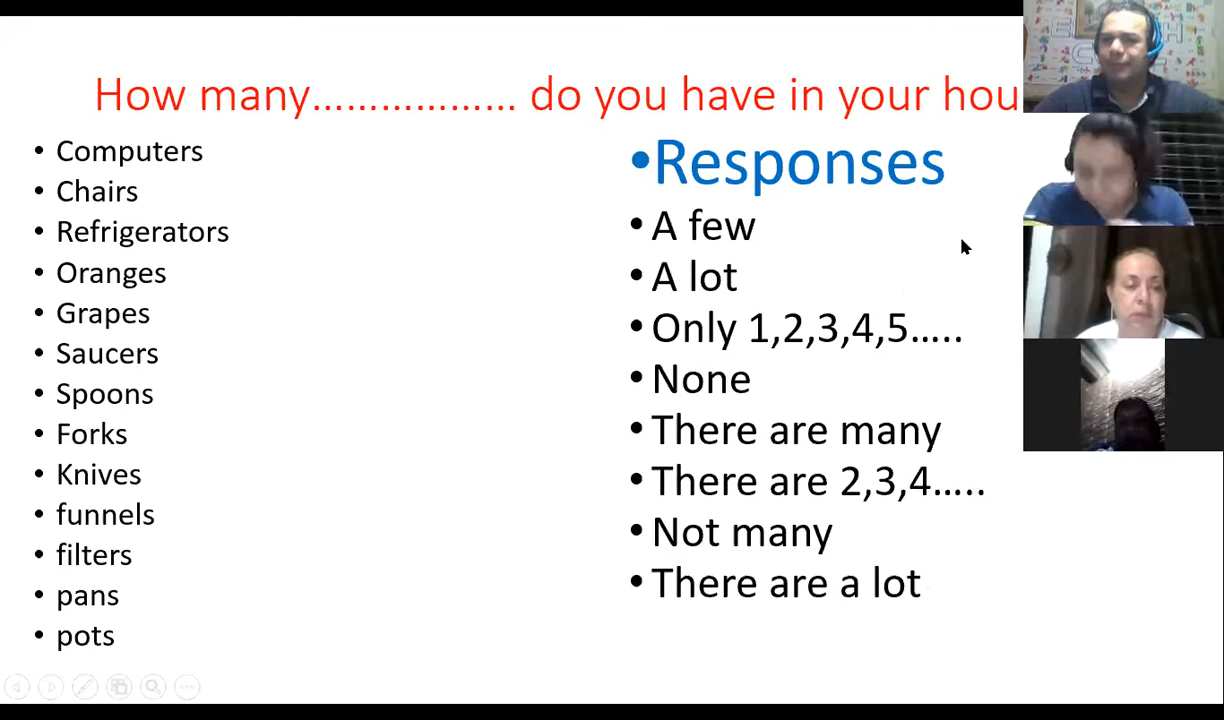 How many……………… do you have in your hou
• Computers
• Chairs
• Refrigerators
• Oranges
• Grapes
• Saucers
• Spoons
• Forks
• Knives
• funnels
• filters
• pans
• pots
•Responses
• A few
• A lot
• Only 1,2,3,4,5…..
• None
• There are many
• There are 2,3,4…..
• Not many
• There are a lot